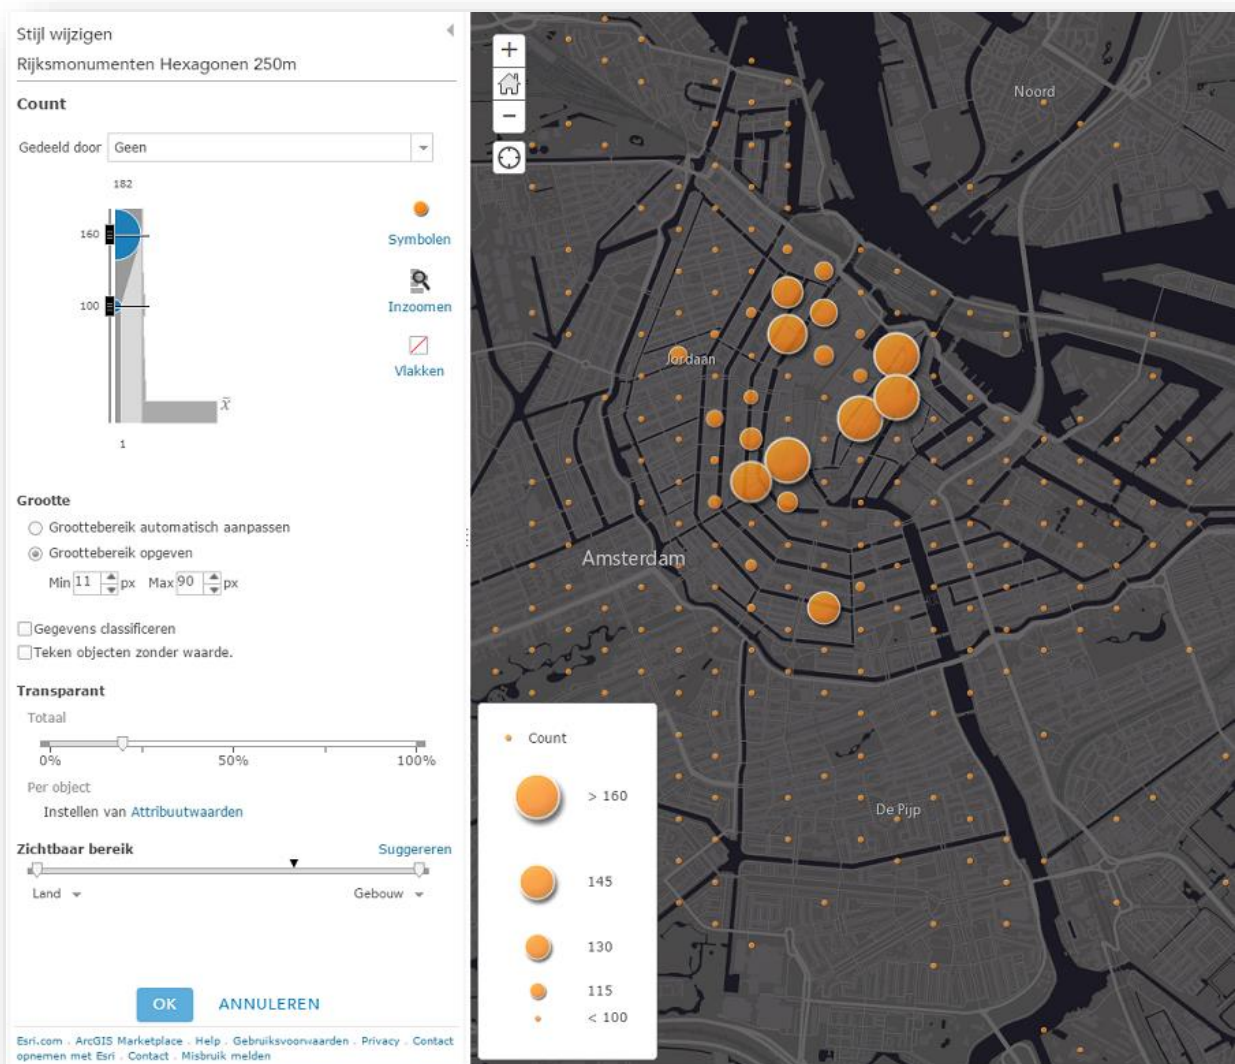 Stijl wijzigen
Rijksmonumenten Hexagonen 250m
Count
Gedeeld door Geen
182
160
100
1
x̄
Symbolen
Inzoomen
Vlakken
Grootte
Groottebereik automatisch aanpassen
Groottebereik opgeven
Min 11 px Max 90 px
Gegevens classificeren
Teken objecten zonder waarde.
Transparant
Totaal
0% 50% 100%
Per object
Instellen van Attribuutwaarden
Zichtbaar bereik Suggereren
Land Gebouw
OK ANNULEREN
Esri.com . ArcGIS Marketplace . Help . Gebruiksvoorwaarden . Privacy . Contact
opnemen met Esri . Contact . Misbruik melden
+
−
Noord
Jordaan
Amsterdam
De Pijp
Count
> 160
145
130
115
< 100